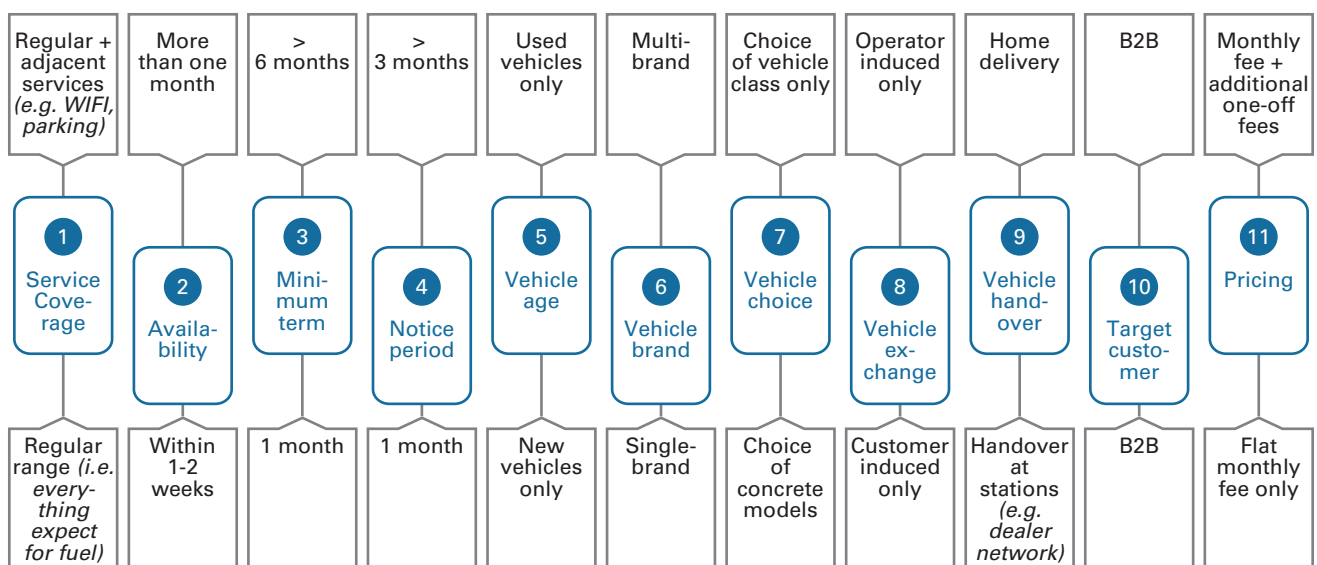 Regular +
adjacent
services
(e.g. WIFI,
parking)
More
than one
month
>
6 months
>
3 months
Used
vehicles
only
Multi-
brand
Choice
of vehicle
class only
Operator
induced
only
Home
delivery
B2B
Monthly
fee +
additional
one-off
fees
1
Service
Cove-
rage
2
Availa-
bility
3
Mini-
mum
term
4
Notice
period
5
Vehicle
age
6
Vehicle
brand
7
Vehicle
choice
8
Vehicle
ex-
change
9
Vehicle
hand-
over
10
Target
custo-
mer
11
Pricing
Regular
range (i.e.
every-
thing
expect
for fuel)
Within
1-2
weeks
1 month
1 month
New
vehicles
only
Single-
brand
Choice
of
concrete
models
Customer
induced
only
Handover
at
stations
(e.g.
dealer
network)
B2B
Flat
monthly
fee only